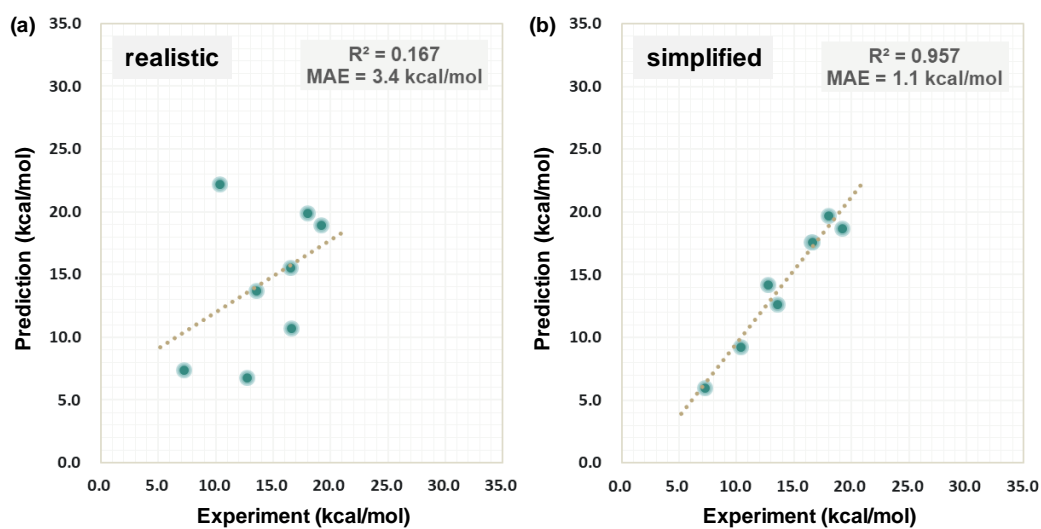 (a)
realistic
R² = 0.167
MAE = 3.4 kcal/mol
Prediction (kcal/mol)
35.0
30.0
25.0
20.0
15.0
10.0
5.0
0.0
0.0 5.0 10.0 15.0 20.0 25.0 30.0 35.0
Experiment (kcal/mol)
(b)
simplified
R² = 0.957
MAE = 1.1 kcal/mol
Prediction (kcal/mol)
35.0
30.0
25.0
20.0
15.0
10.0
5.0
0.0
0.0 5.0 10.0 15.0 20.0 25.0 30.0 35.0
Experiment (kcal/mol)